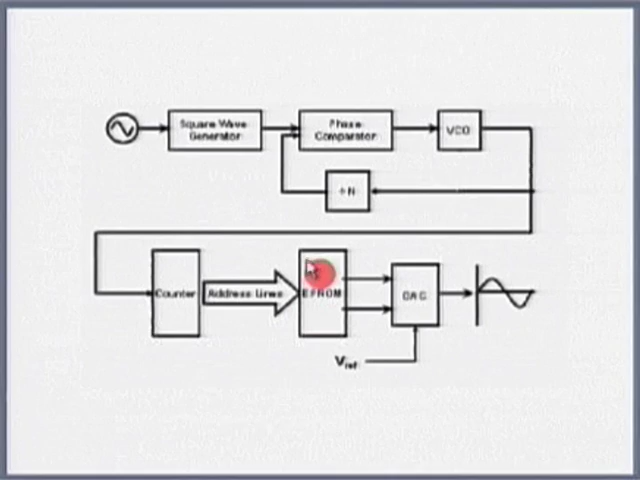 Square Wave
Generator
Phase
Comparator
VCO
÷N
Counter
Address Lines
EPROM
DAC
Vref